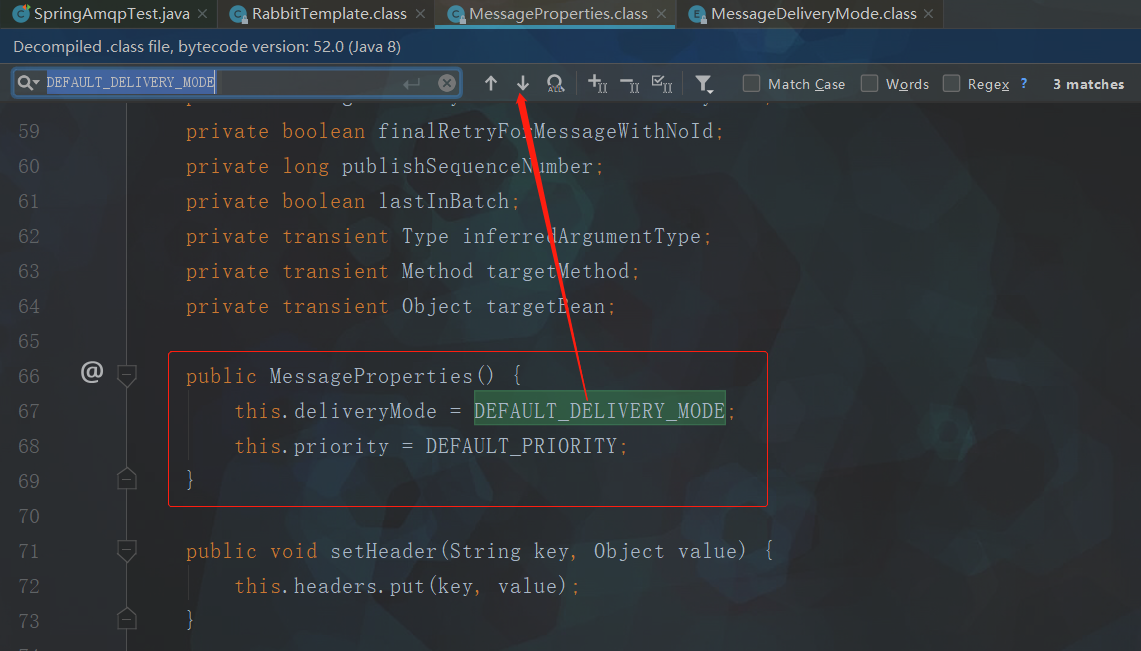 SpringAmqpTest.java RabbitTemplate.class MessageProperties.class MessageDeliveryMode.class
Decompiled .class file, bytecode version: 52.0 (Java 8)
DEFAULT_DELIVERY_MODE Match Case Words Regex ? 3 matches
59 private boolean finalRetryForMessageWithNoId;
60 private long publishSequenceNumber;
61 private boolean lastInBatch;
62 private transient Type inferredArgumentType;
63 private transient Method targetMethod;
64 private transient Object targetBean;
65
66 @ public MessageProperties() {
67 this.deliveryMode = DEFAULT_DELIVERY_MODE;
68 this.priority = DEFAULT_PRIORITY;
69 }
70
71 public void setHeader(String key, Object value) {
72 this.headers.put(key, value);
73 }